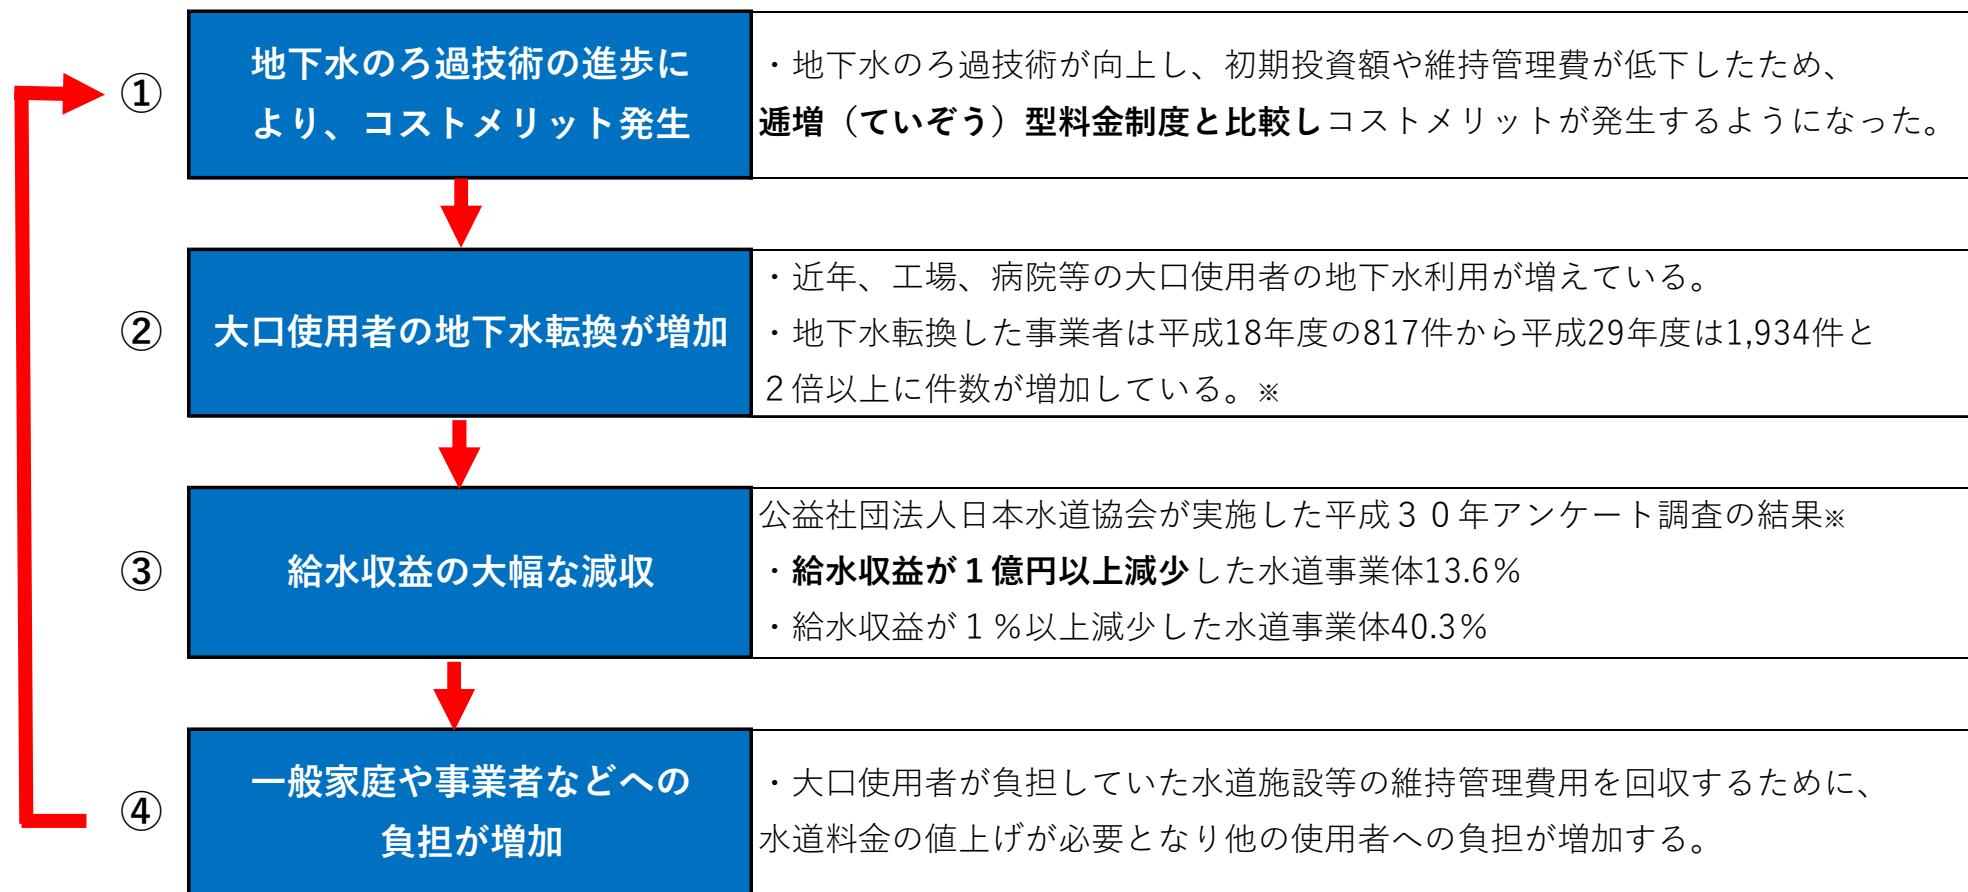 ①
地下水のろ過技術の進歩に
より、コストメリット発生
・地下水のろ過技術が向上し、初期投資額や維持管理費が低下したため、
逓増（ていぞう）型料金制度と比較しコストメリットが発生するようになった。
②
大口使用者の地下水転換が増加
・近年、工場、病院等の大口使用者の地下水利用が増えている。
・地下水転換した事業者は平成18年度の817件から平成29年度は1,934件と
２倍以上に件数が増加している。※
③
給水収益の大幅な減収
公益社団法人日本水道協会が実施した平成３０年アンケート調査の結果※
・給水収益が１億円以上減少した水道事業体13.6％
・給水収益が１％以上減少した水道事業体40.3％
④
一般家庭や事業者などへの
負担が増加
・大口使用者が負担していた水道施設等の維持管理費用を回収するために、
水道料金の値上げが必要となり他の使用者への負担が増加する。